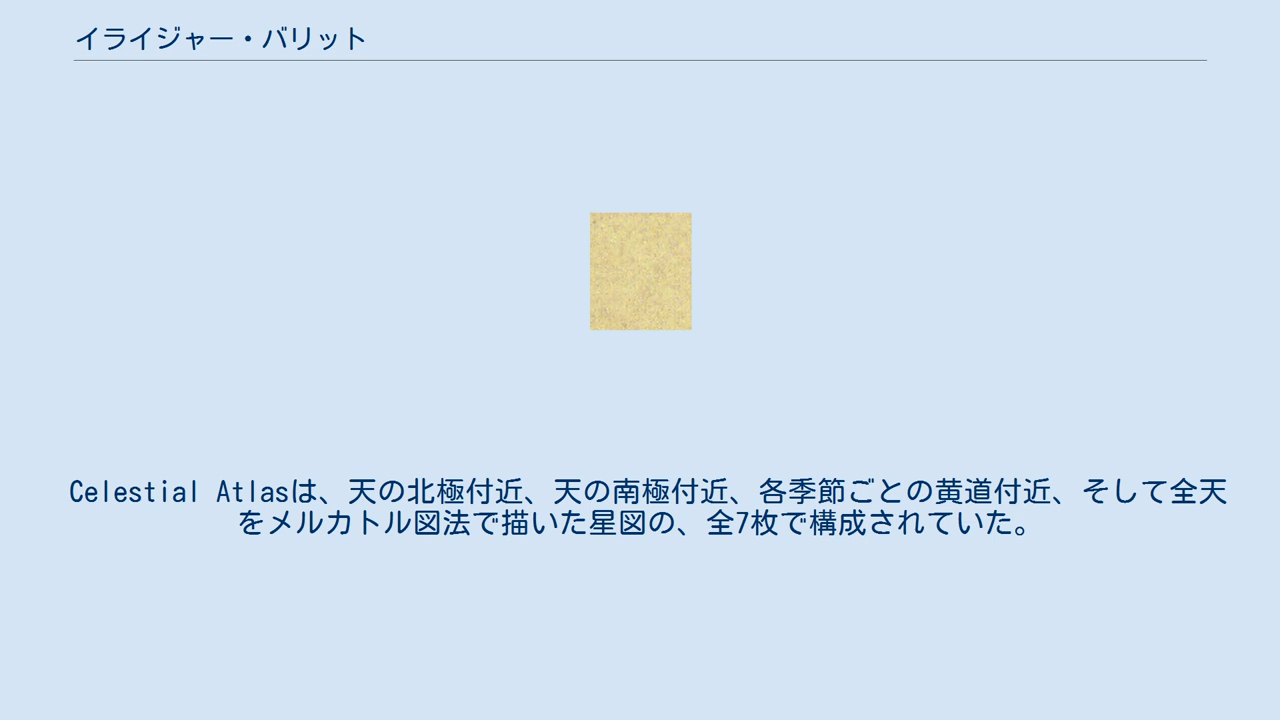 イライジャー・バリット
Celestial Atlasは、天の北極付近、天の南極付近、各季節ごとの黄道付近、そして全天
をメルカトル図法で描いた星図の、全7枚で構成されていた。